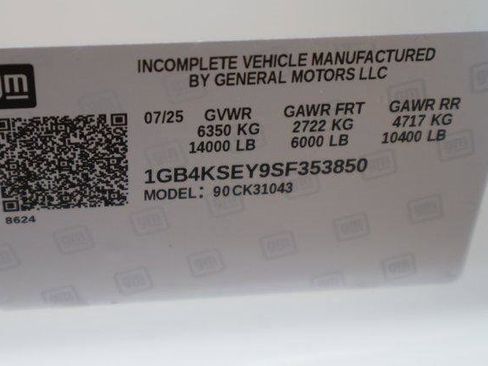 gm
INCOMPLETE VEHICLE MANUFACTURED
BY GENERAL MOTORS LLC
07/25 GVWR GAWR FRT GAWR RR
6350 KG 2722 KG 4717 KG
14000 LB 6000 LB 10400 LB
1GB4KSEY9SF353850
MODEL: 90CK31043
8624